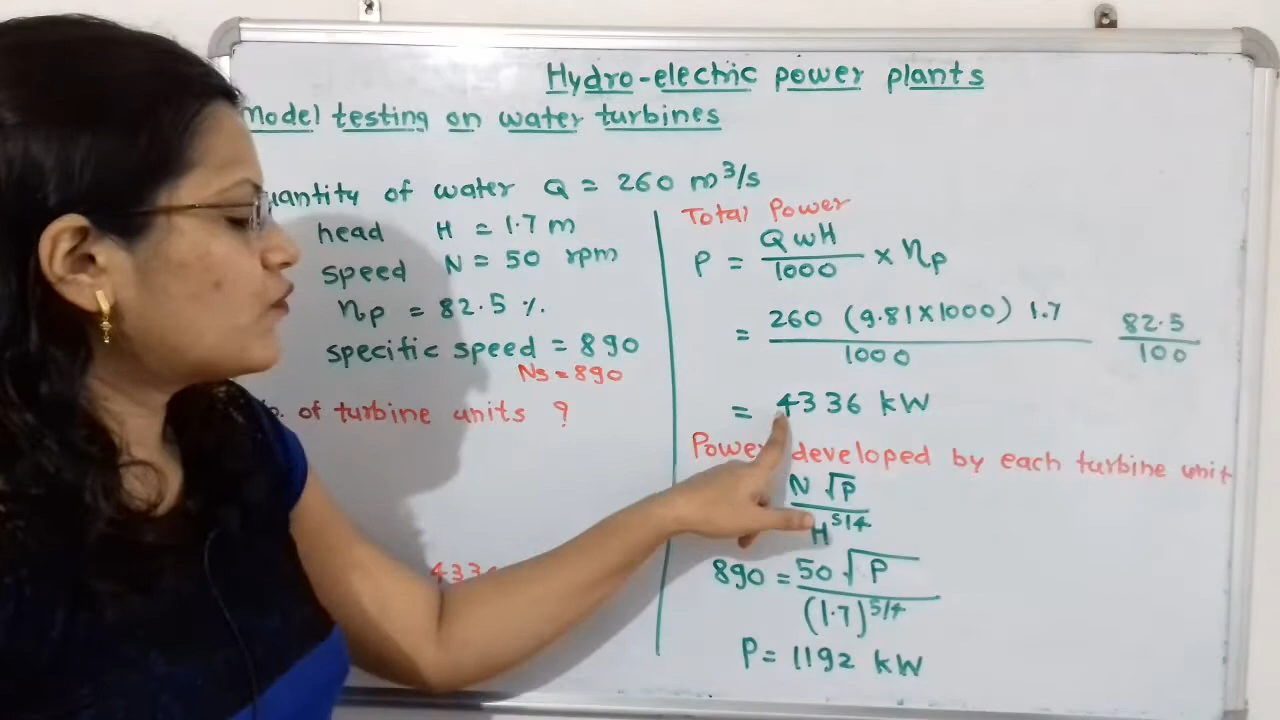 Hydro-electric power plants
Model testing on water turbines
uantity of water Q = 260 m³/s
head H = 1.7 m
speed N = 50 rpm
ηp = 82.5 %.
specific speed = 890
Ns = 890
of turbine units ?
433
Total Power
P = QwH / 1000 × ηp
= 260 (9.81×1000) 1.7 / 1000 82.5 / 100
= 4336 kW
Power developed by each turbine unit
N √P / H^5/4
890 = 50 √P / (1.7)^5/4
P = 1192 kW